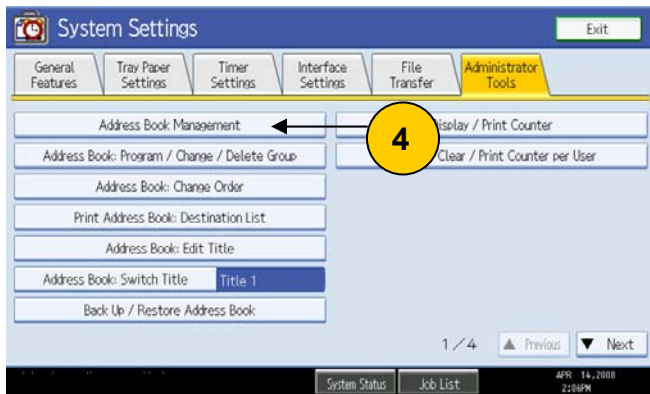 System Settings
Exit
General Features
Tray Paper Settings
Timer Settings
Interface Settings
File Transfer
Administrator Tools
Address Book Management
4
Display / Print Counter
Address Book: Program / Change / Delete Group
Clear / Print Counter per User
Address Book: Change Order
Print Address Book: Destination List
Address Book: Edit Title
Address Book: Switch Title
Title 1
Back Up / Restore Address Book
1/4
▲ Previous
▼ Next
System Status
Job List
APR 14,2008
2:06PM